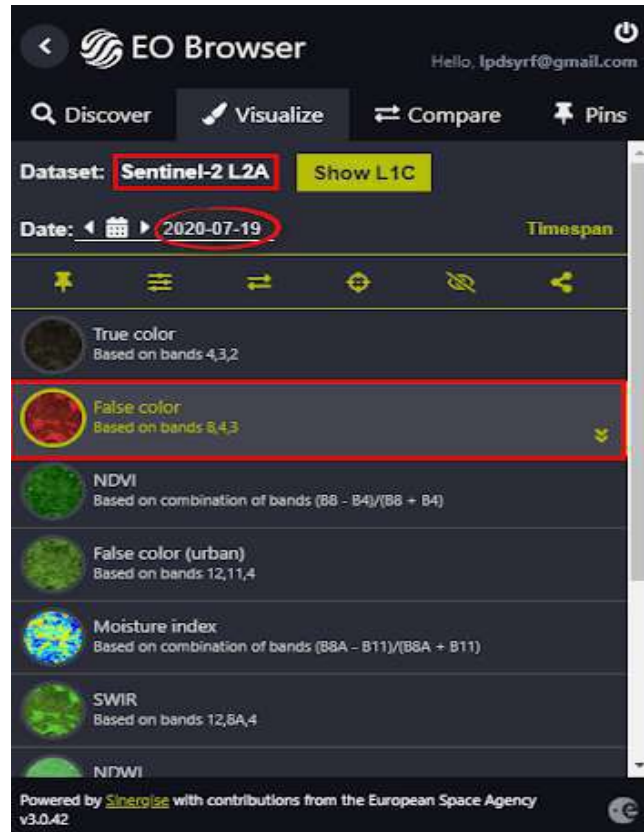 EO Browser
Hello, lpdsyrf@gmail.com
Discover Visualize Compare Pins
Dataset: Sentinel-2 L2A Show L1C
Date: 2020-07-19 Timespan
True color
Based on bands 4,3,2
False color
Based on bands 8,4,3
NDVI
Based on combination of bands (B8 - B4)/(B8 + B4)
False color (urban)
Based on bands 12,11,4
Moisture index
Based on combination of bands (B8A - B11)/(B8A + B11)
SWIR
Based on bands 12,8A,4
NDWI
Powered by Sinergise with contributions from the European Space Agency
v3.0.42